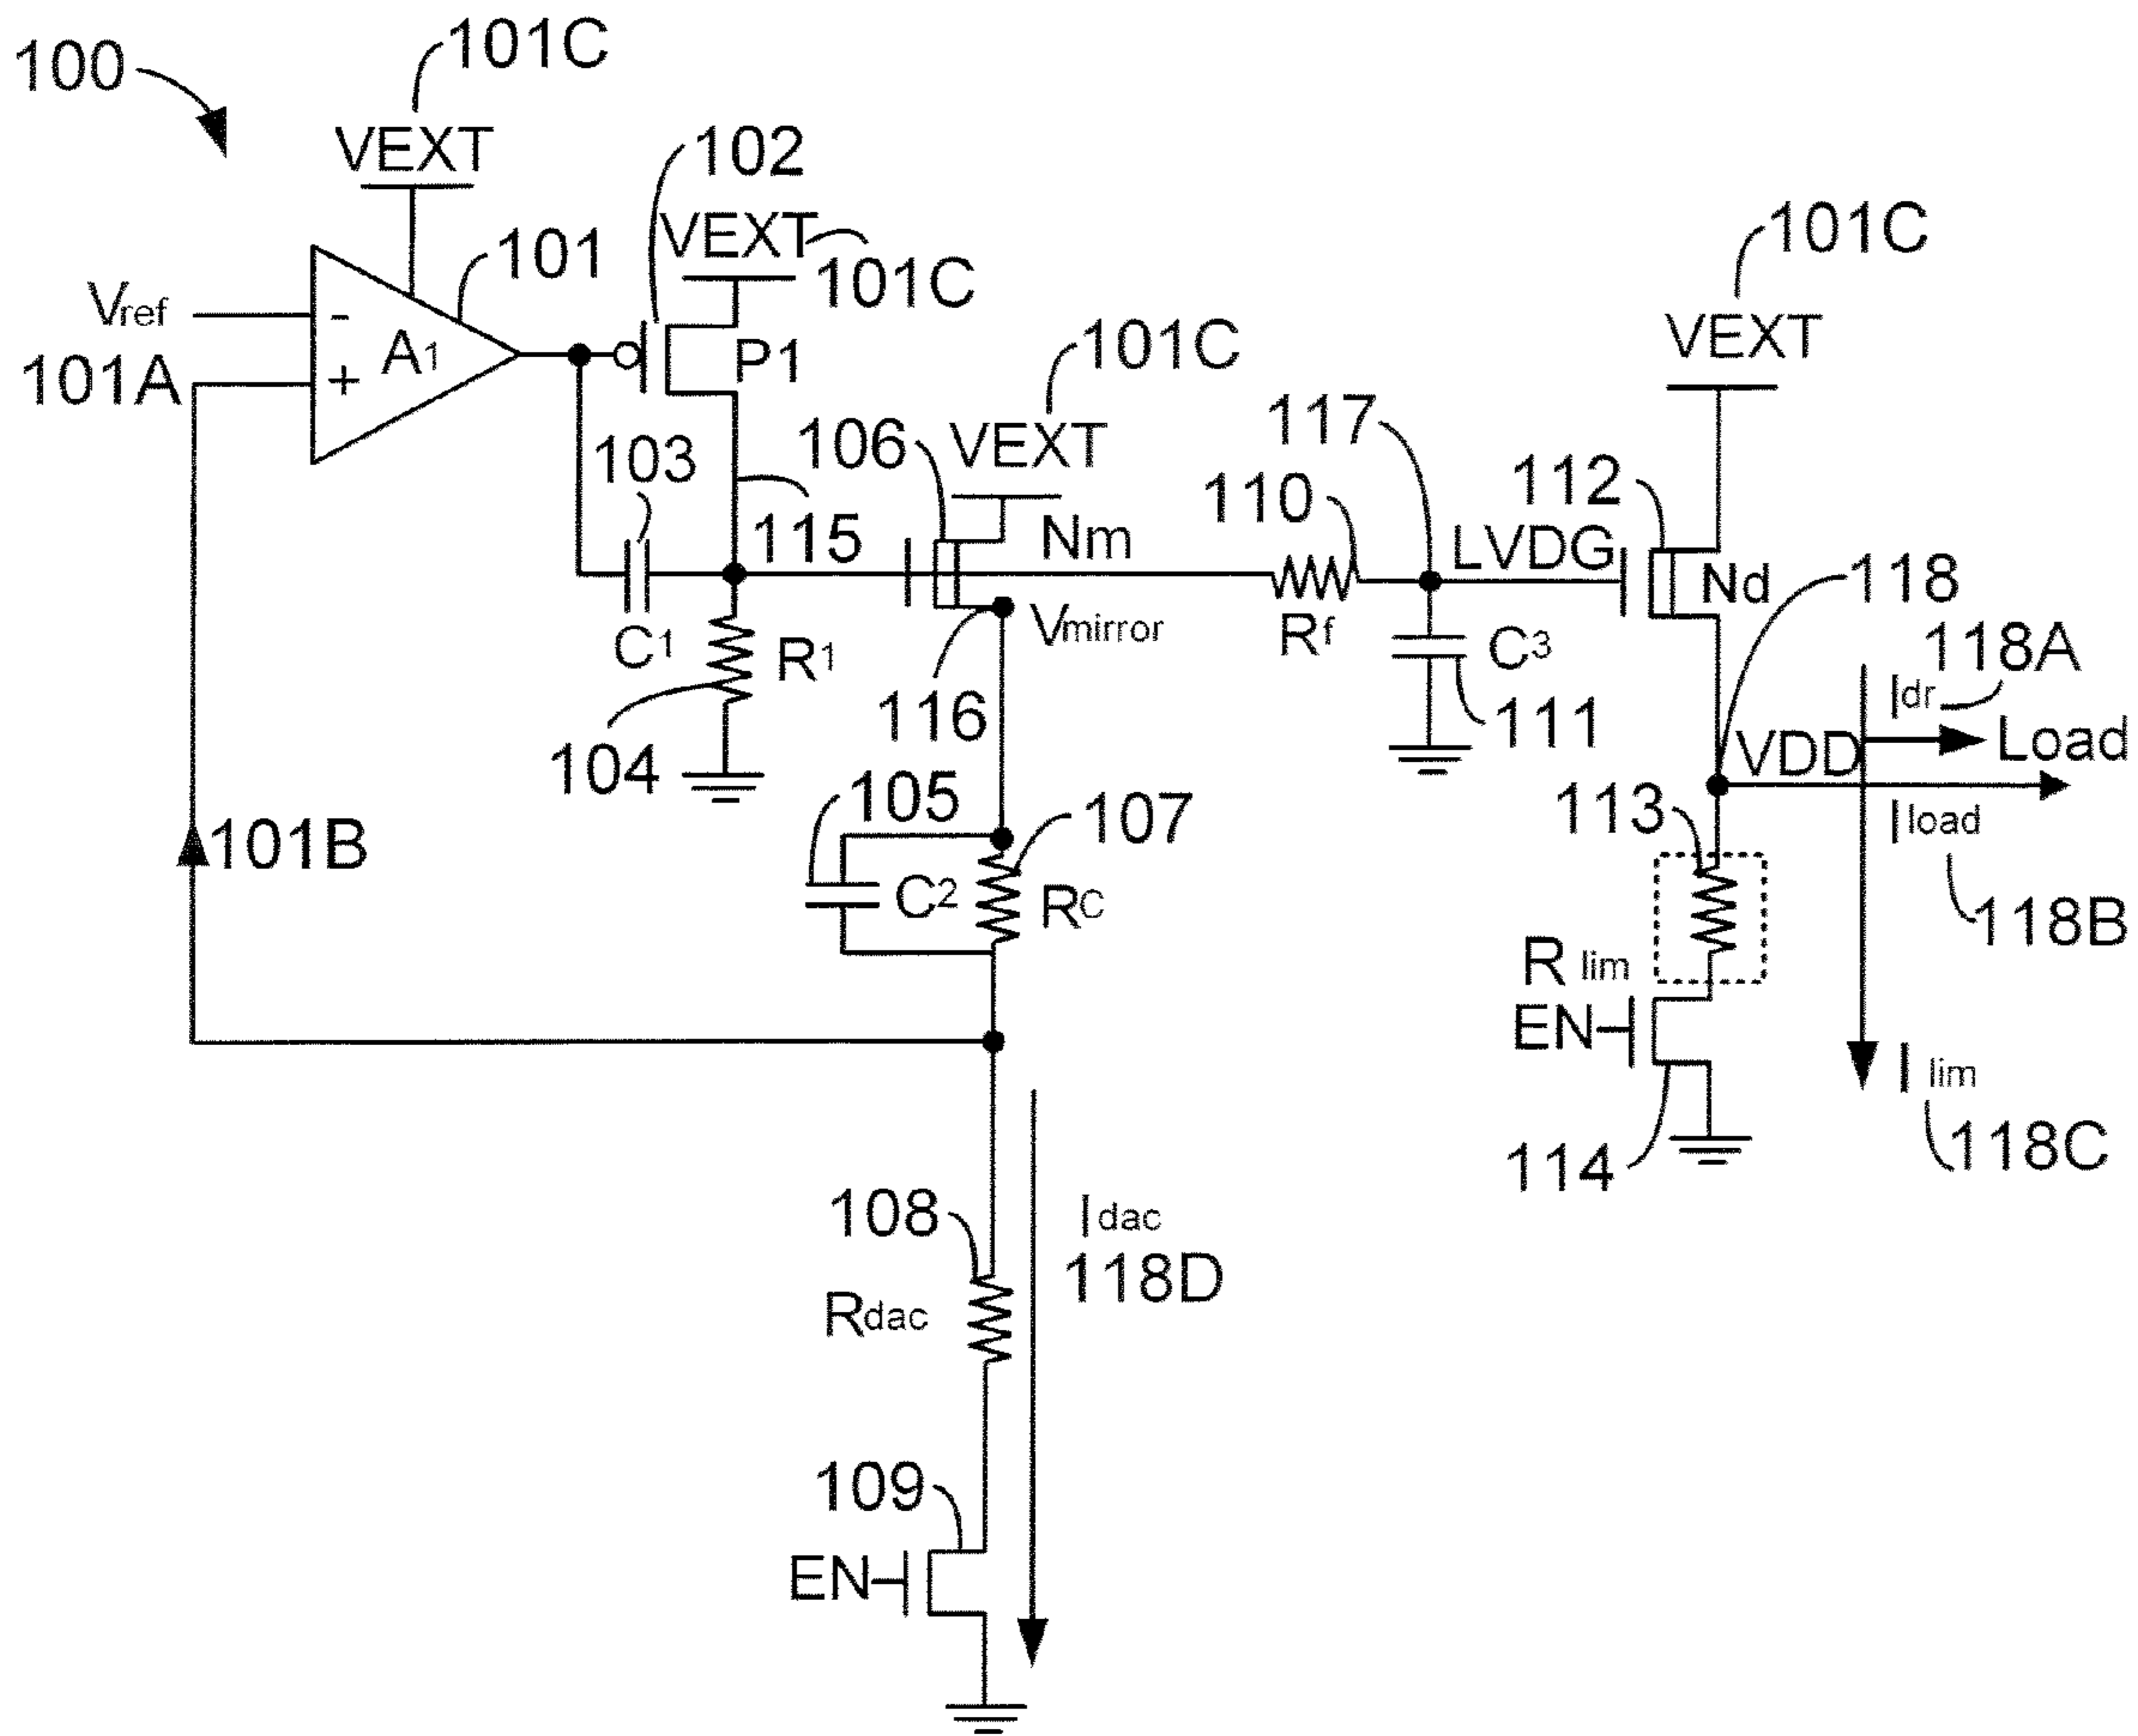 101C
100
VEXT
102
101
VEXT
101C
101C
Vref
-
A1
101A
+
P1
101C
VEXT
117
106
VEXT
103
112
110
115
Nm
LVDG
Nd
118
C1
R1
Vmirror
Rf
C3
118A
116
111
Idr
104
VDD
Load
105
107
113
101B
Iload
C2
RC
118B
Rlim
EN
Ilim
114
118C
108
Idac
118D
Rdac
109
EN